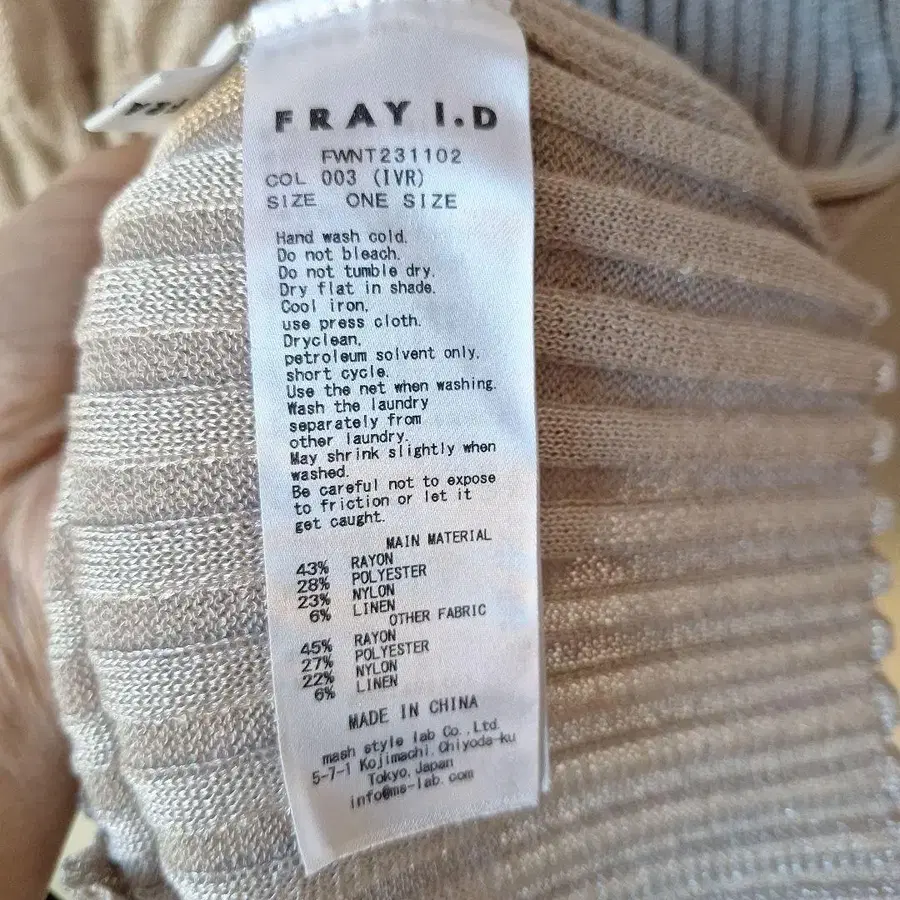 FRAY I.D
FWNT231102
COL 003 (IVR)
SIZE ONE SIZE
Hand wash cold.
Do not bleach.
Do not tumble dry.
Dry flat in shade.
Cool iron,
use press cloth.
Dryclean,
petroleum solvent only,
short cycle.
Use the net when washing.
Wash the laundry
separately from
other laundry.
May shrink slightly when
washed.
Be careful not to expose
to friction or let it
get caught.
MAIN MATERIAL
43% RAYON
28% POLYESTER
23% NYLON
6% LINEN
OTHER FABRIC
45% RAYON
27% POLYESTER
22% NYLON
6% LINEN
MADE IN CHINA
mash style lab Co.,Ltd.
5-7-1 Kojimachi, Chiyoda-ku
Tokyo, Japan
info@ms-lab.com